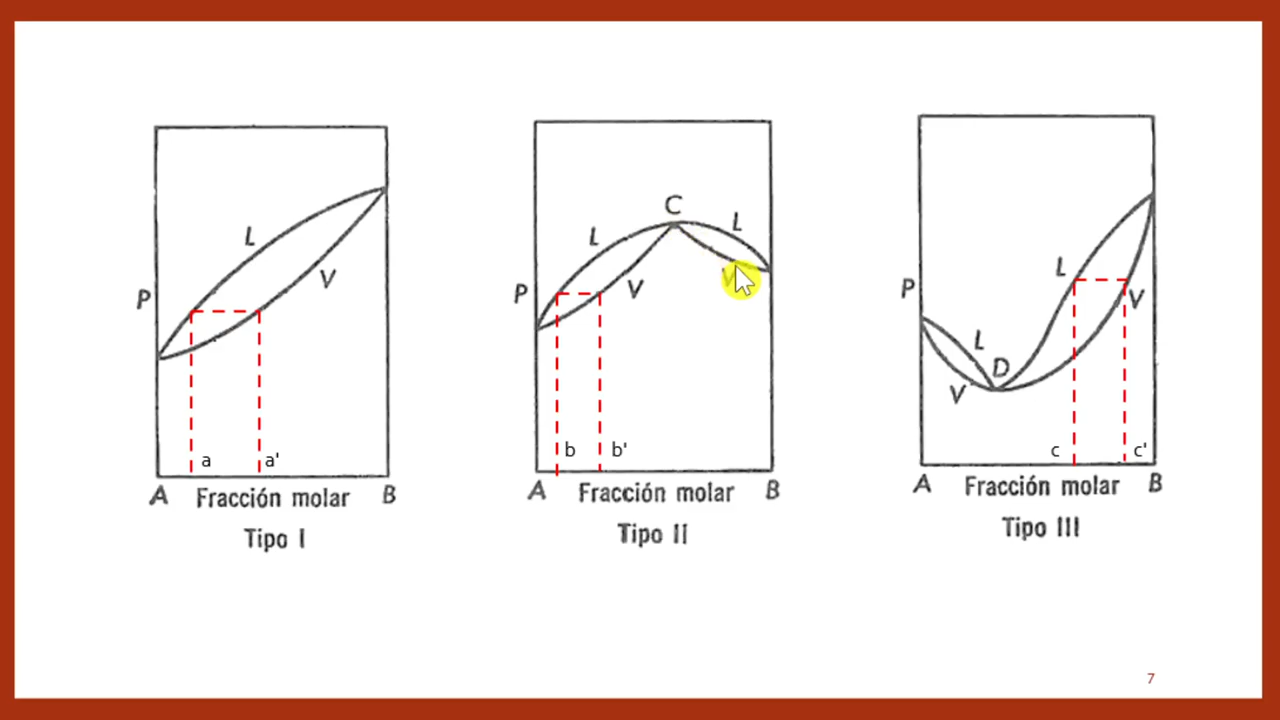 L
V
P
a
a'
A
Fracción molar
B
Tipo I
C
L
L
V
V
P
b
b'
A
Fracción molar
B
Tipo II
L
V
P
L
D
V
c
c'
A
Fracción molar
B
Tipo III
7